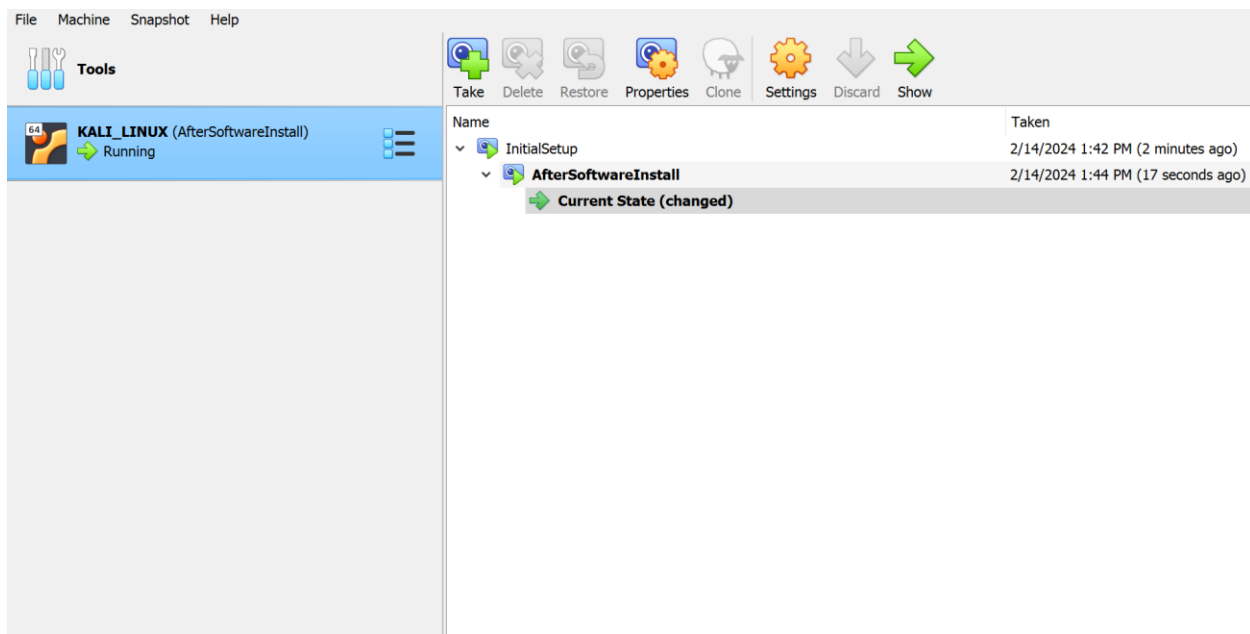 File Machine Snapshot Help
Tools
Take Delete Restore Properties Clone Settings Discard Show
64
KALI_LINUX (AfterSoftwareInstall)
Running
Name Taken
InitialSetup 2/14/2024 1:42 PM (2 minutes ago)
AfterSoftwareInstall 2/14/2024 1:44 PM (17 seconds ago)
Current State (changed)